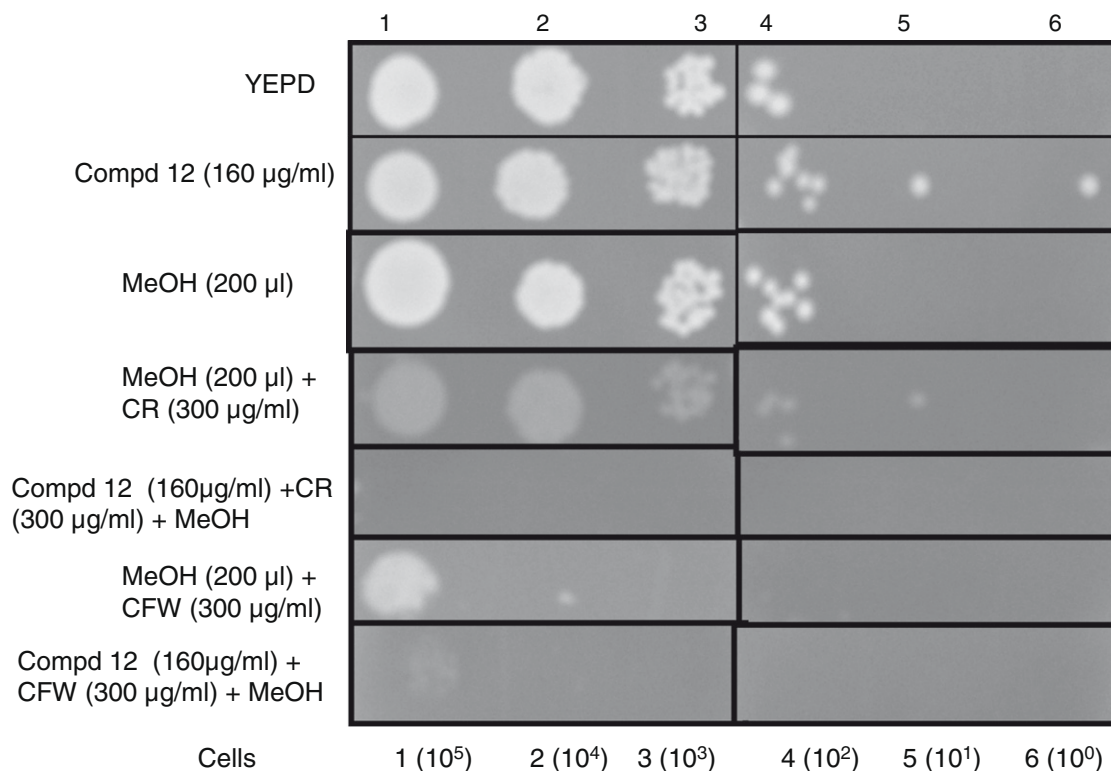 1 2 3 4 5 6
YEPD
Compd 12 (160 µg/ml)
MeOH (200 µl)
MeOH (200 µl) +
CR (300 µg/ml)
Compd 12 (160µg/ml) +CR
(300 µg/ml) + MeOH
MeOH (200 µl) +
CFW (300 µg/ml)
Compd 12 (160µg/ml) +
CFW (300 µg/ml) + MeOH
Cells 1 (10⁵) 2 (10⁴) 3 (10³) 4 (10²) 5 (10¹) 6 (10⁰)